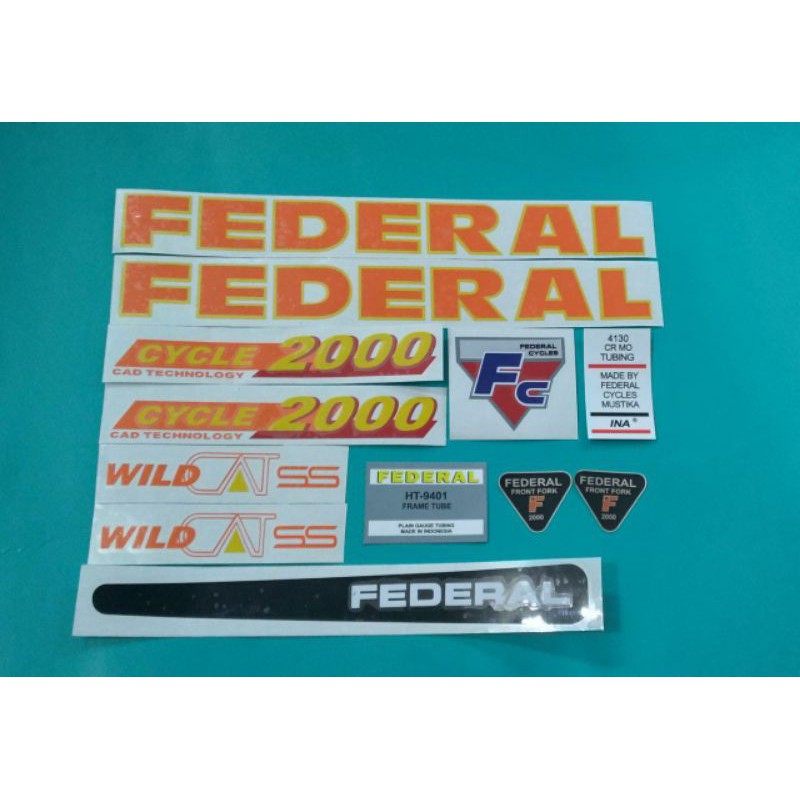 FEDERAL
FEDERAL
CYCLE 2000
CAD TECHNOLOGY
FEDERAL
CYCLES
FC
4130
CR MO
TUBING
MADE BY
FEDERAL
CYCLES
MUSTIKA
INA ®
CYCLE 2000
CAD TECHNOLOGY
WILD CAT SS
FEDERAL
HT-9401
FRAME TUBE
PLAIN GAUGE TUBING
MADE IN INDONESIA
FEDERAL
FRONT FORK
F
2000
FEDERAL
FRONT FORK
F
2000
WILD CAT SS
FEDERAL